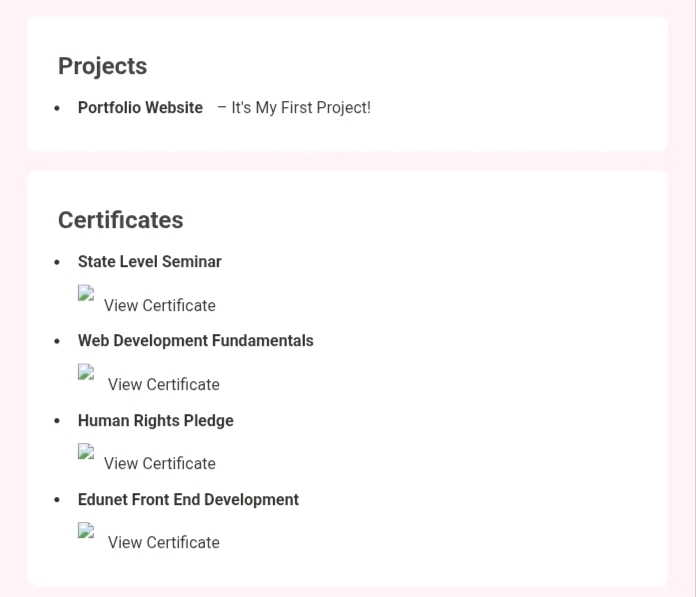 Projects
• Portfolio Website – It's My First Project!
Certificates
• State Level Seminar
View Certificate
• Web Development Fundamentals
View Certificate
• Human Rights Pledge
View Certificate
• Edunet Front End Development
View Certificate